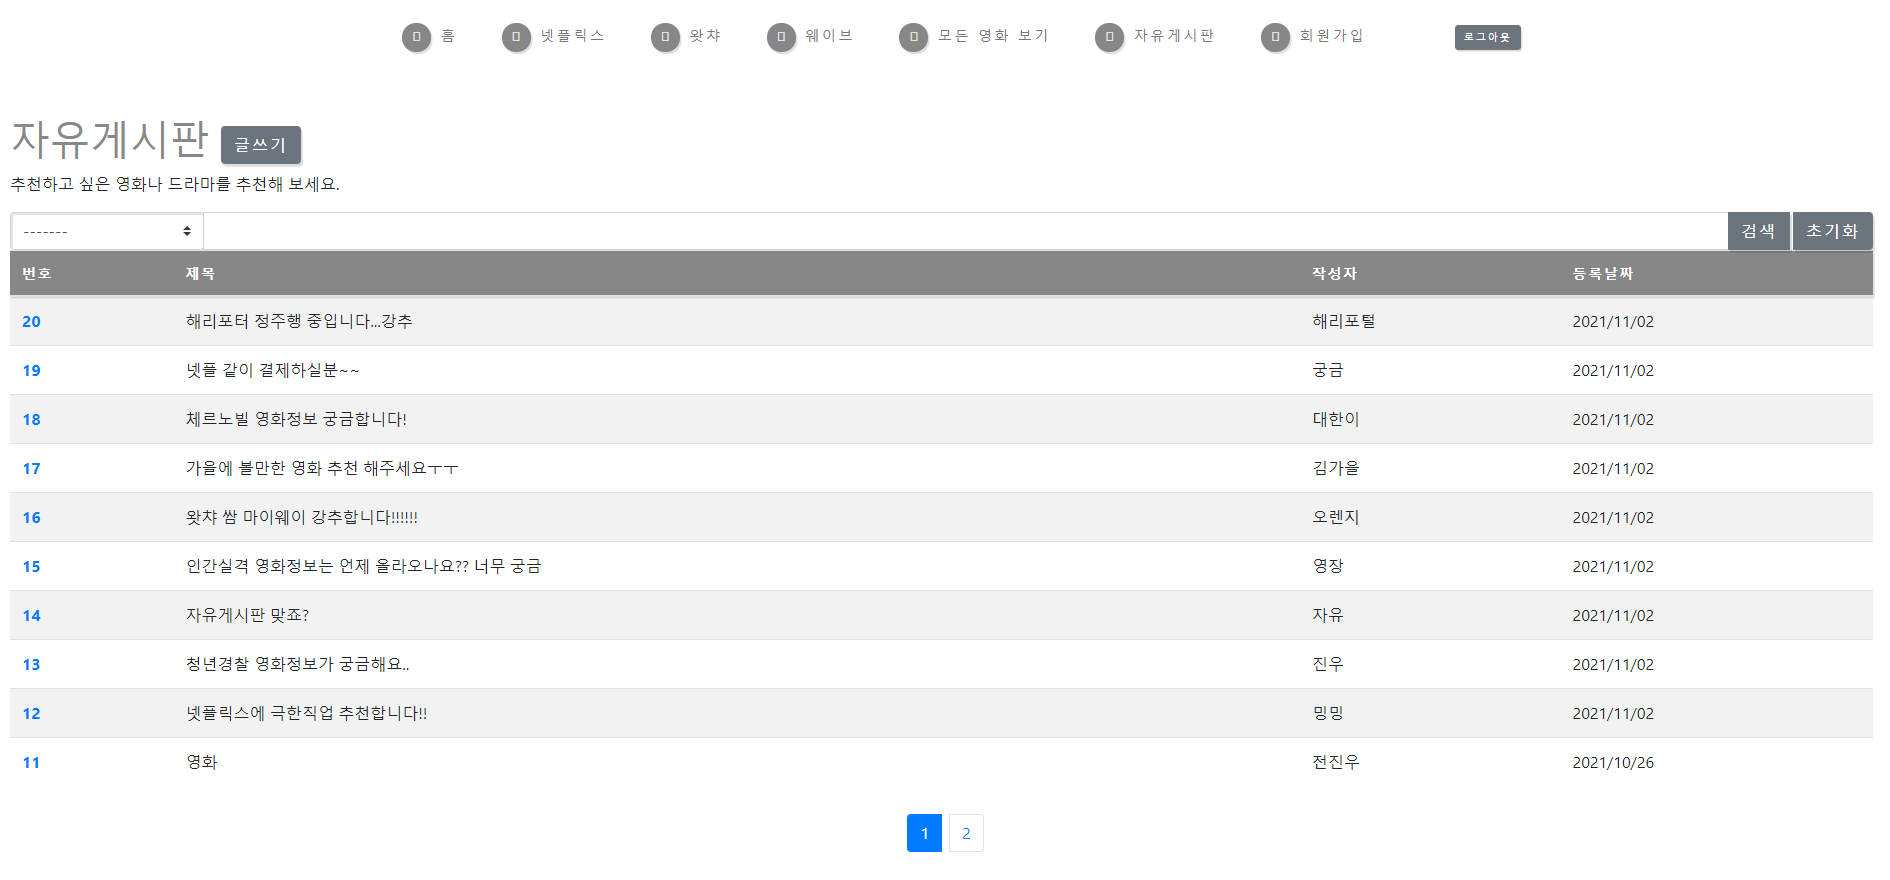 홈 넷플릭스 왓챠 웨이브 모든 영화 보기 자유게시판 회원가입 로그아웃
자유게시판 글쓰기
추천하고 싶은 영화나 드라마를 추천해 보세요.
------- 검색 초기화
번호 제목 작성자 등록날짜
20 해리포터 정주행 중입니다...강추 해리포털 2021/11/02
19 넷플 같이 결제하실분~~ 궁금 2021/11/02
18 체르노빌 영화정보 궁금합니다! 대한이 2021/11/02
17 가을에 볼만한 영화 추천 해주세요ㅜㅜ 김가을 2021/11/02
16 왓챠 쌈 마이웨이 강추합니다!!!!!! 오렌지 2021/11/02
15 인간실격 영화정보는 언제 올라오나요?? 너무 궁금 영장 2021/11/02
14 자유게시판 맞죠? 자유 2021/11/02
13 청년경찰 영화정보가 궁금해요.. 진우 2021/11/02
12 넷플릭스에 극한직업 추천합니다!! 밍밍 2021/11/02
11 영화 전진우 2021/10/26
1 2